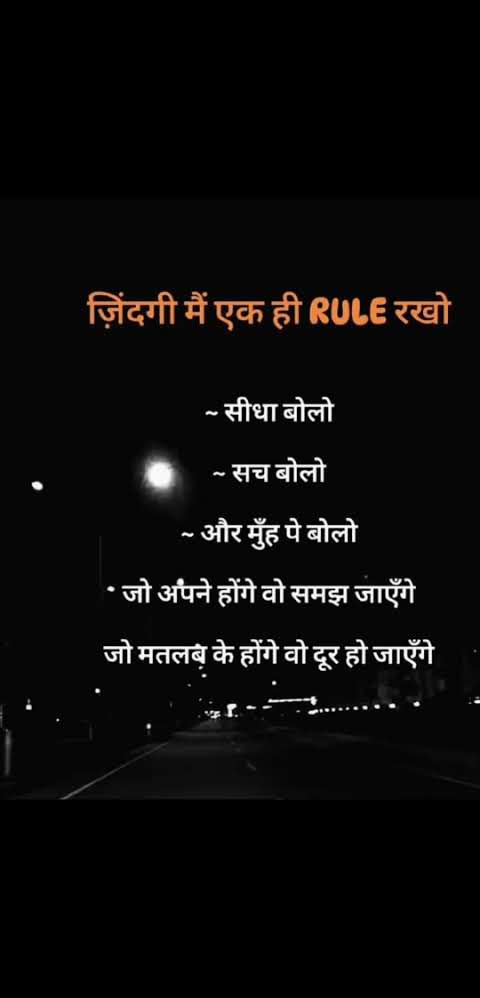 ज़िंदगी मैं एक ही RULE रखो
~ सीधा बोलो
~ सच बोलो
~ और मुँह पे बोलो
जो अपने होंगे वो समझ जाएँगे
जो मतलब के होंगे वो दूर हो जाएँगे